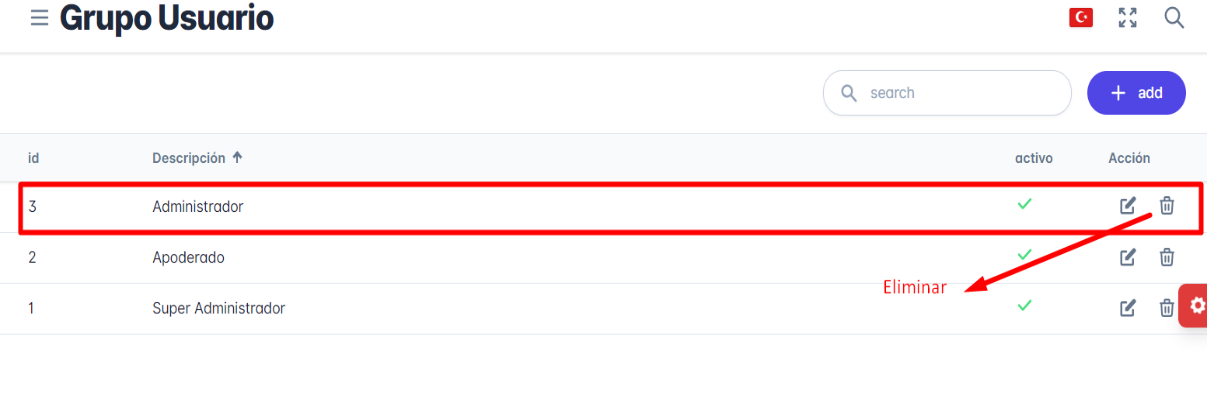 Grupo Usuario
search
add
id Descripción activo Acción
3 Administrador
2 Apoderado
Eliminar
1 Super Administrador